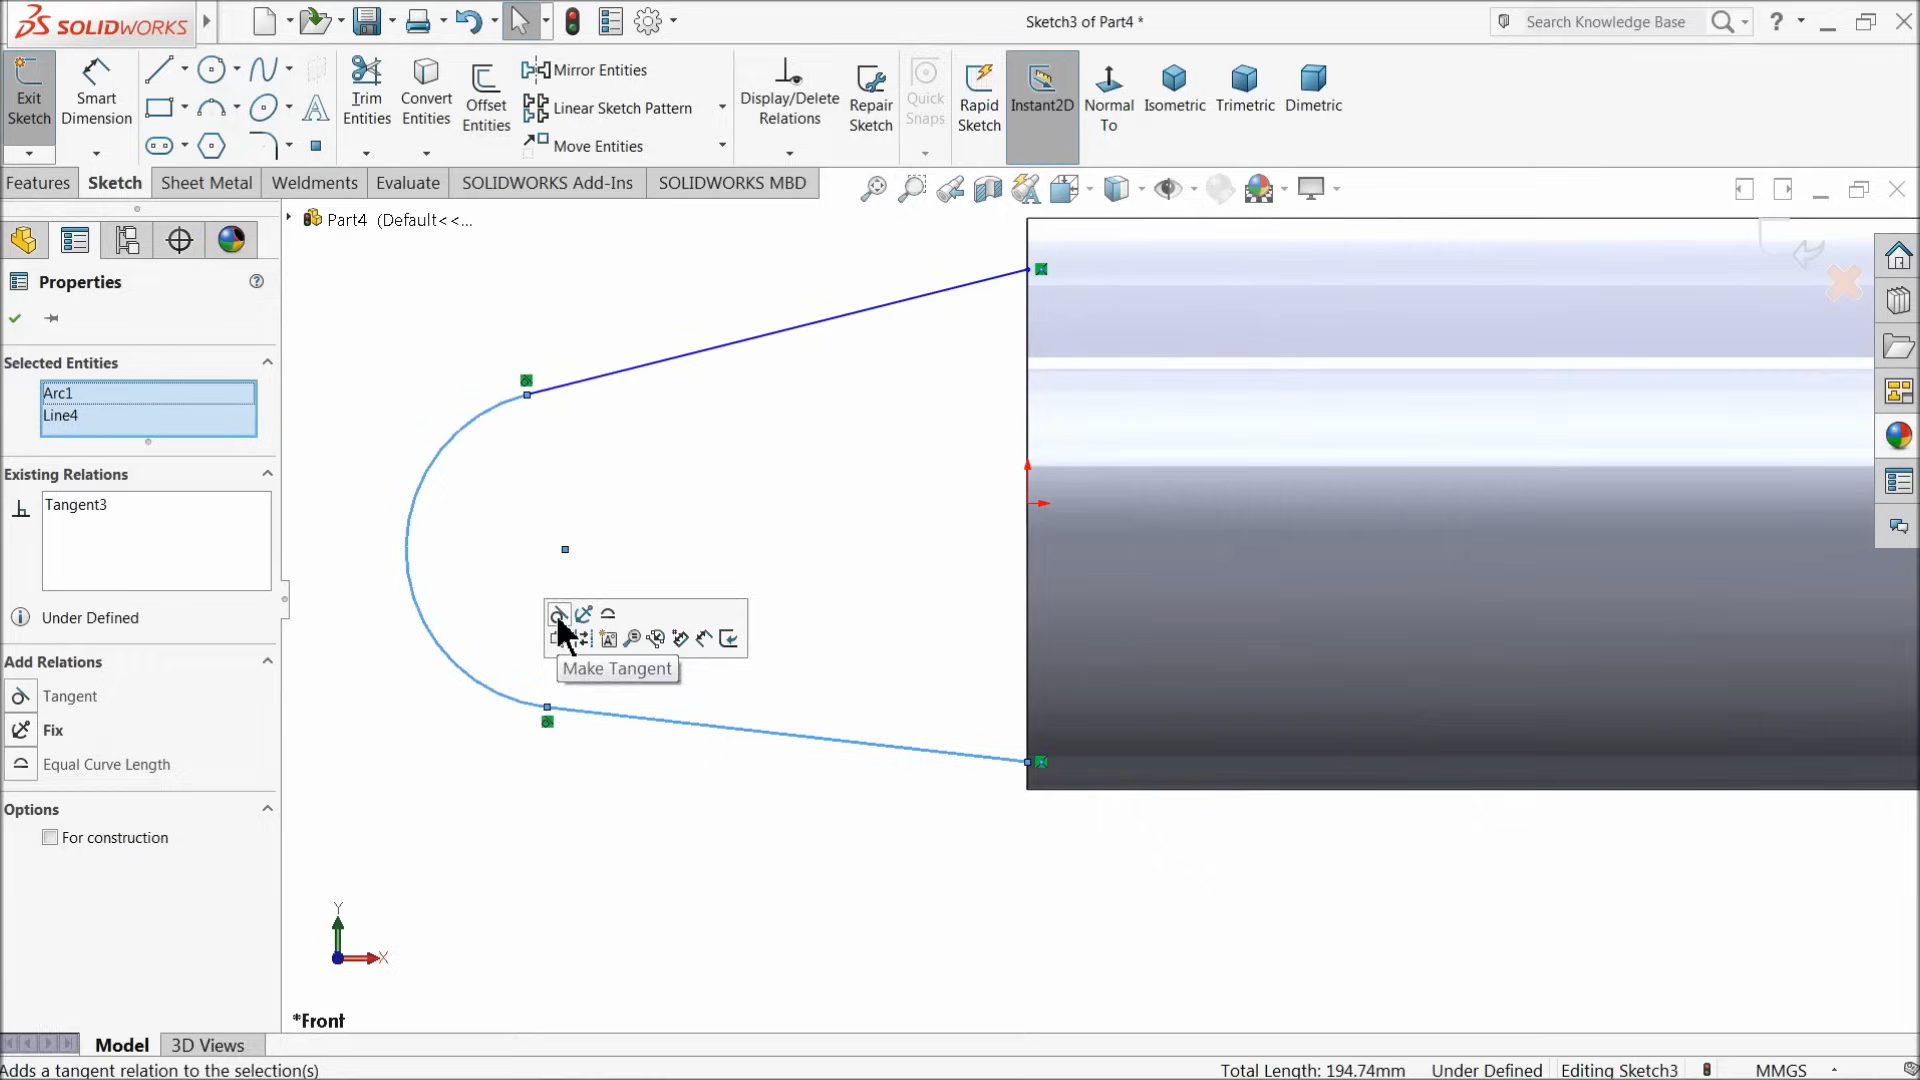 SOLIDWORKS
Sketch3 of Part4 *
Search Knowledge Base
?
Exit Sketch
Smart Dimension
Trim Entities
Convert Entities
Offset Entities
Mirror Entities
Linear Sketch Pattern
Move Entities
Display/Delete Relations
Repair Sketch
Quick Snaps
Rapid Sketch
Instant2D
Normal To
Isometric
Trimetric
Dimetric
Features
Sketch
Sheet Metal
Weldments
Evaluate
SOLIDWORKS Add-Ins
SOLIDWORKS MBD
Part4 (Default<<...
Properties
Selected Entities
Arc1
Line4
Existing Relations
Tangent3
Under Defined
Add Relations
Tangent
Fix
Equal Curve Length
Options
For construction
Make Tangent
Y
X
*Front
Model
3D Views
Adds a tangent relation to the selection(s)
Total Length: 194.74mm
Under Defined
Editing Sketch3
MMGS